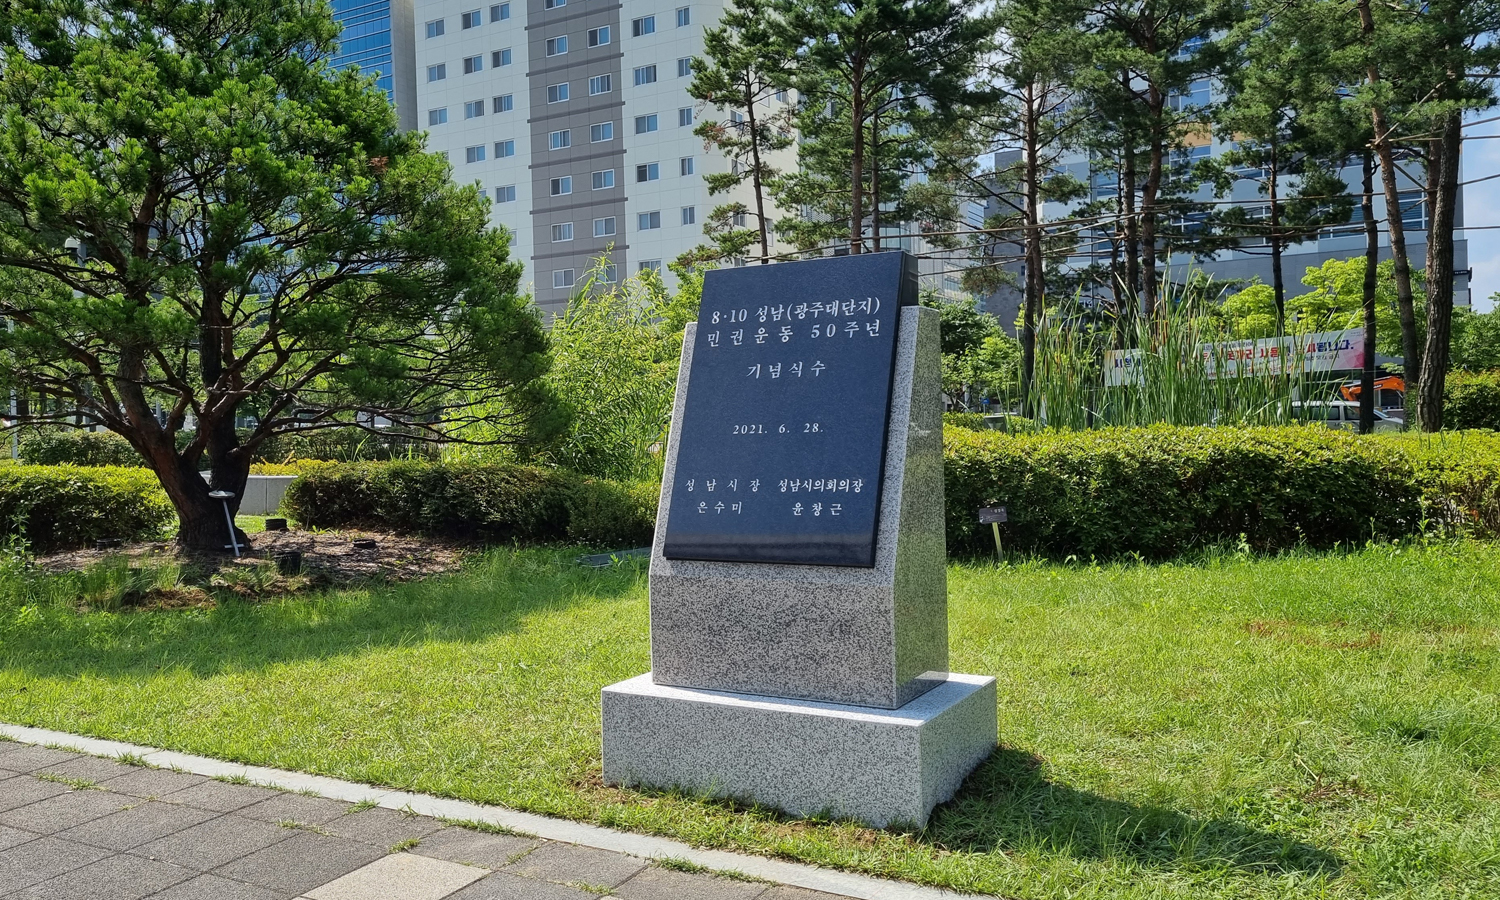 8·10 성남(광주대단지)
민권운동 50주년
기념식수
2021. 6. 28.
성남시장 성남시의회의장
은수미 윤창근